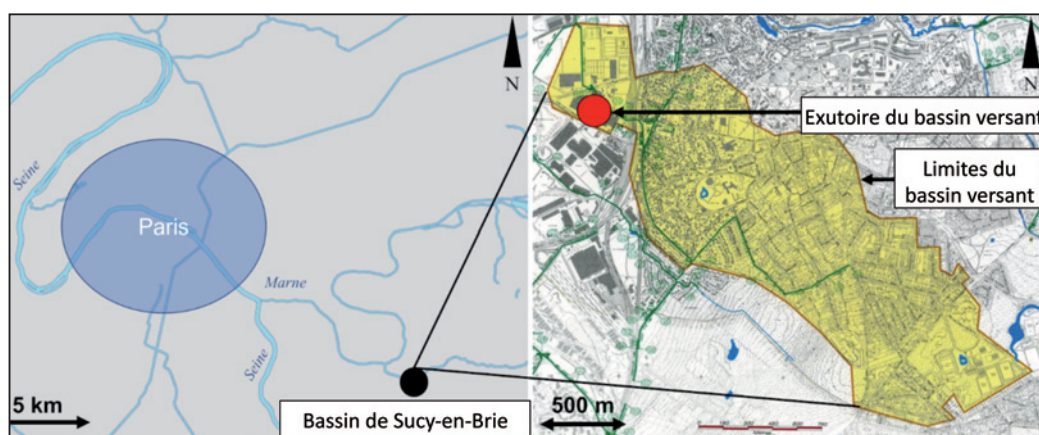 N
Seine
Paris
Marne
Seine
5 km
Bassin de Sucy-en-Brie
N
Exutoire du bassin versant
Limites du
bassin versant
500 m